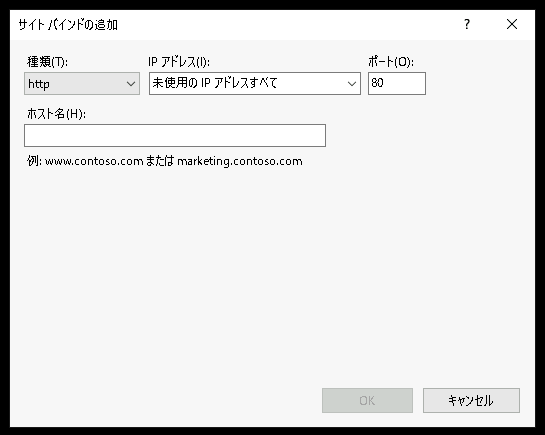 サイト バインドの追加
?
種類(T):
IP アドレス(I):
ポート(O):
http
未使用の IP アドレスすべて
80
ホスト名(H):
例: www.contoso.com または marketing.contoso.com
OK
キャンセル